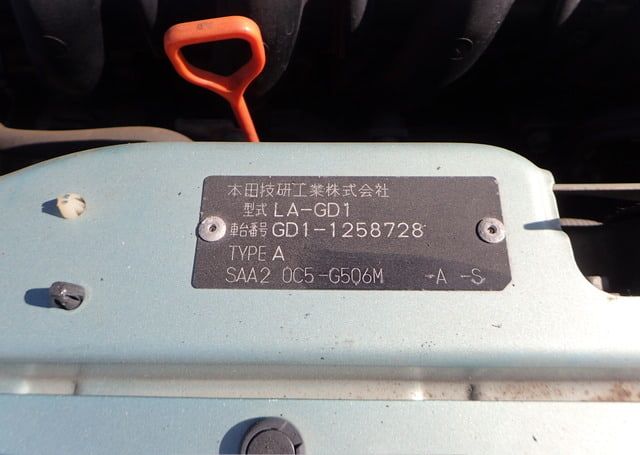 本田技研工業株式会社
型式 LA-GD1
車台番号 GD1-1258728
TYPE A
SAA2 0C5-G5Q6M -A -S